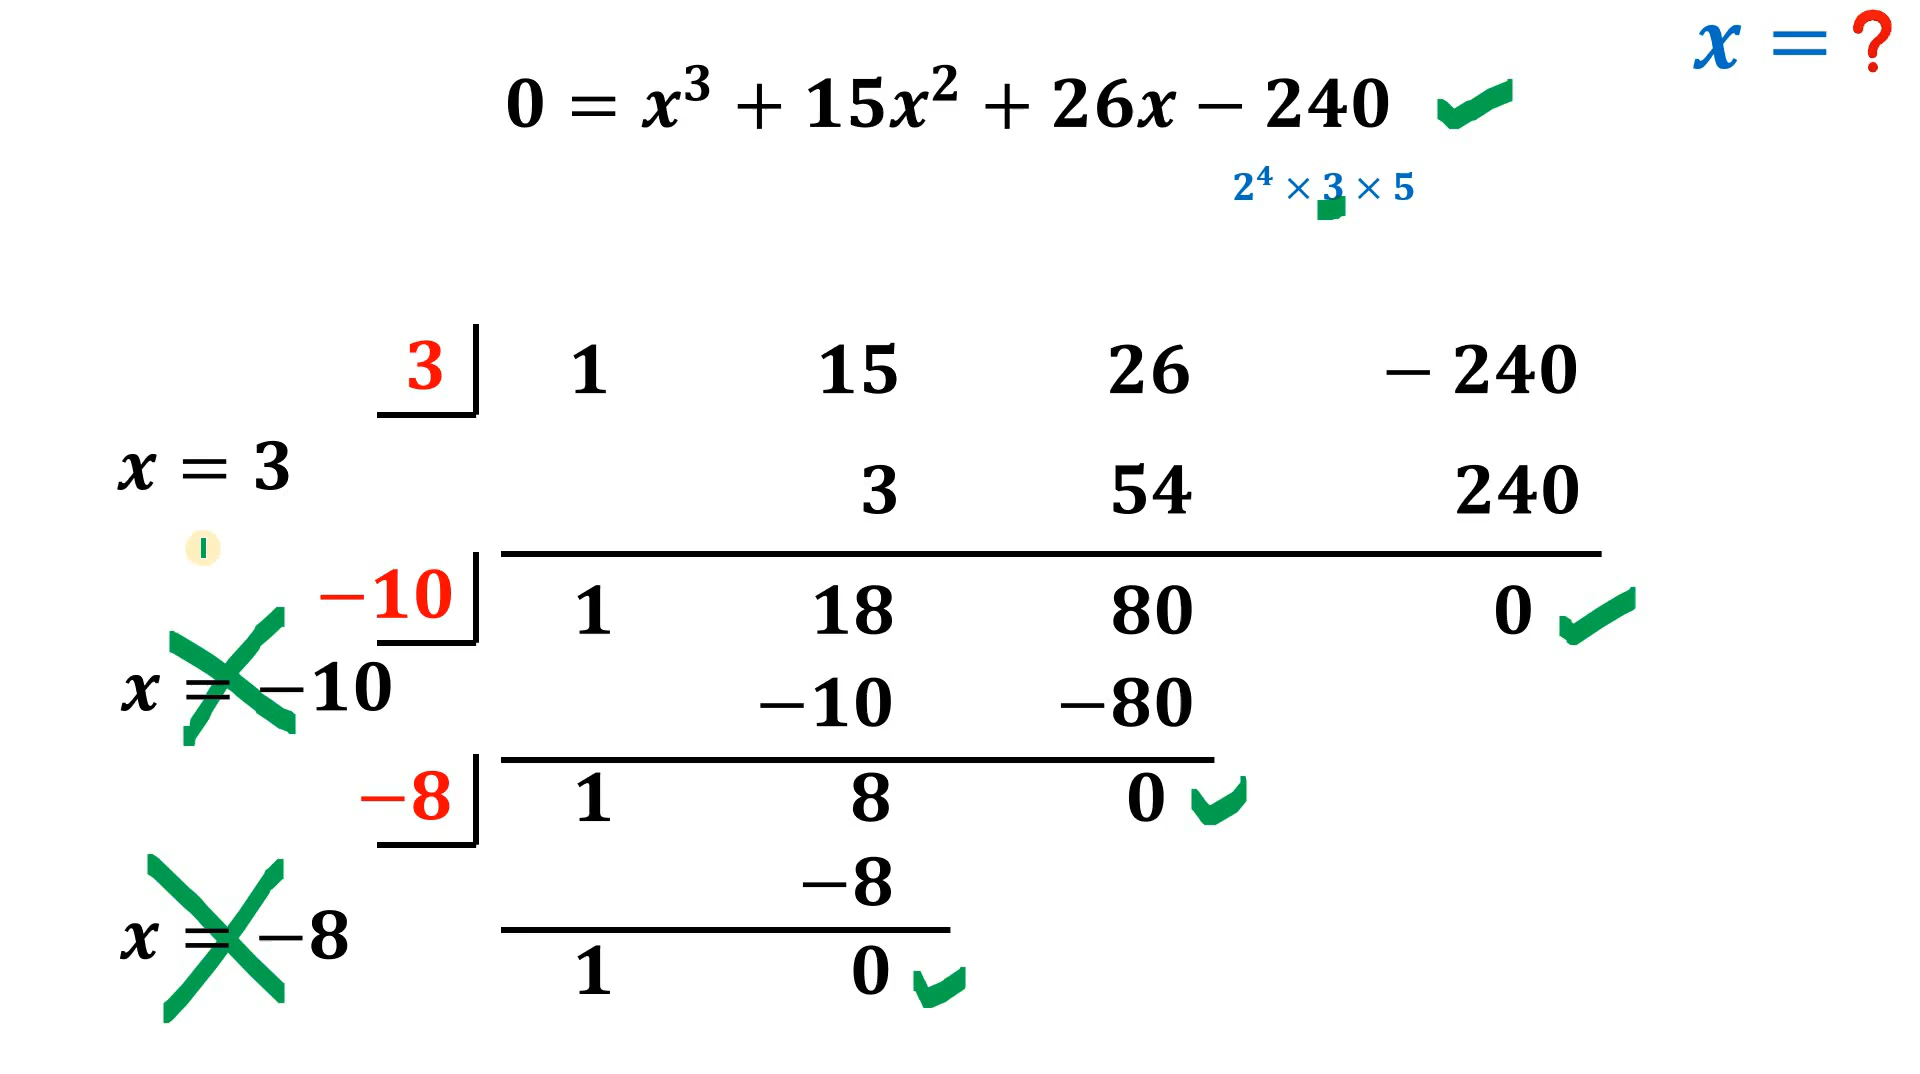 x = ?
0 = x³ + 15x² + 26x − 240
2⁴ × 3 × 5
3 1 15 26 − 240
x = 3
3 54 240
−10 1 18 80 0
x = −10
−10 −80
−8 1 8 0
−8
x = −8
1 0